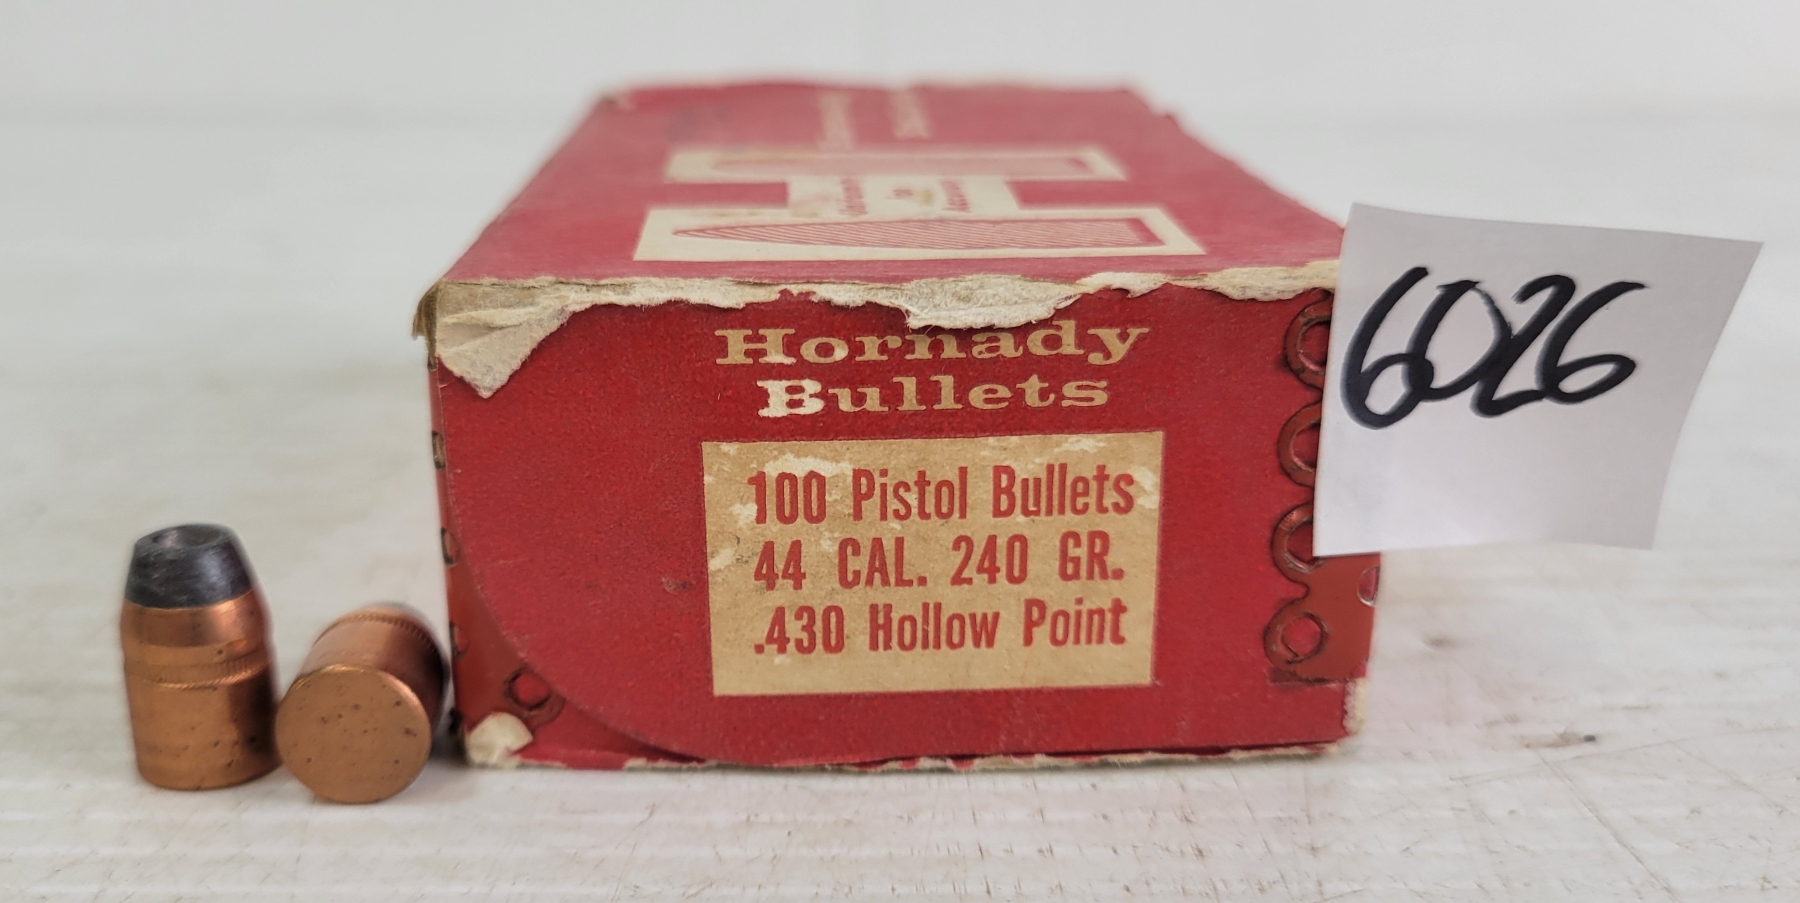 Hornady
Bullets
100 Pistol Bullets
44 CAL. 240 GR.
.430 Hollow Point
6026